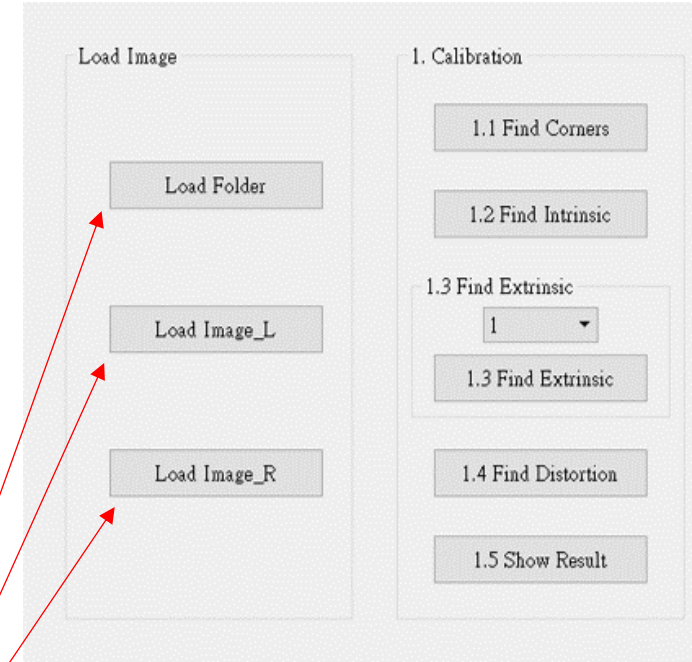 Load Image
Load Folder
Load Image_L
Load Image_R
1. Calibration
1.1 Find Corners
1.2 Find Intrinsic
1.3 Find Extrinsic
1
1.3 Find Extrinsic
1.4 Find Distortion
1.5 Show Result